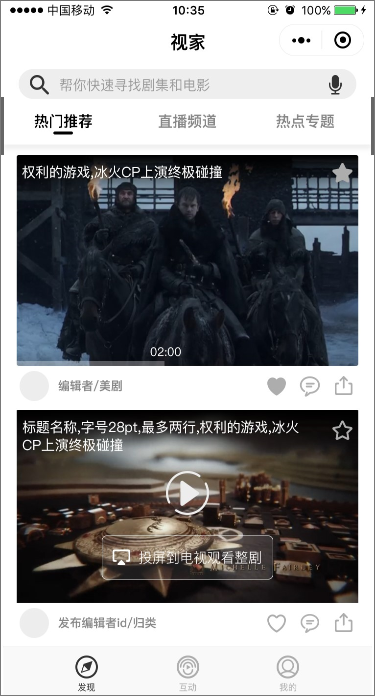 中国移动
10:35
100%
视家
帮你快速寻找剧集和电影
热门推荐
直播频道
热点专题
权利的游戏,冰火CP上演终极碰撞
02:00
编辑者/美剧
标题名称,字号28pt,最多两行,权利的游戏,冰火
CP上演终极碰撞
投屏到电视观看整剧
MICHELLE FAIRLEY
发布编辑者id/归类
发现
互动
我的